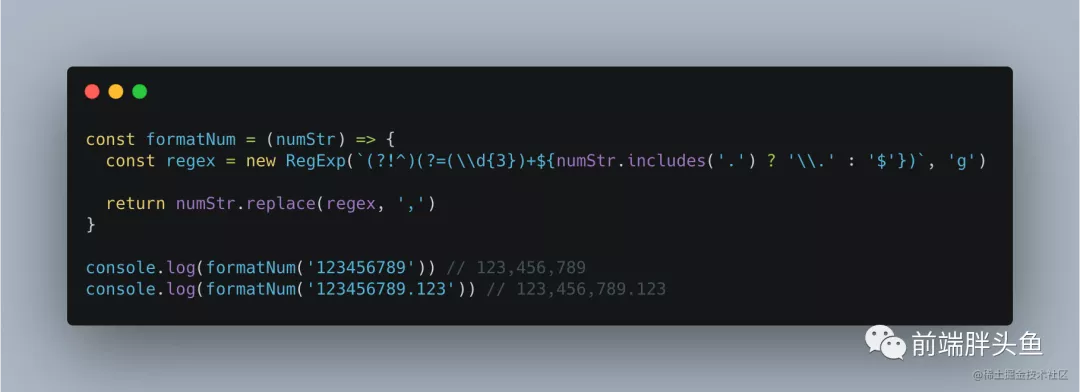 const formatNum = (numStr) => {
  const regex = new RegExp(`(?!^)(?=(\\d{3})+${numStr.includes('.') ? '\\.' : '$'})`, 'g')
  return numStr.replace(regex, ',')
}
console.log(formatNum('123456789')) // 123,456,789
console.log(formatNum('123456789.123')) // 123,456,789.123
前端胖头鱼
@稀土掘金技术社区